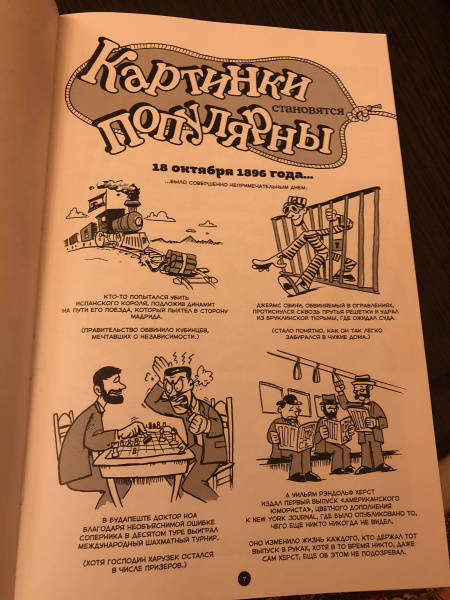 Картинки
становятся
популярны
18 октября 1896 года...
...было совершенно непримечательным днем.
Кто-то попытался убить
испанского короля, подложив динамит
на пути его поезда, который пыхтел в сторону
Мадрида.
(Правительство обвинило кубинцев,
мечтавших о независимости.)
Джеймс Свини, обвиняемый в ограблениях,
протиснулся сквозь прутья решетки и удрал
из бруклинской тюрьмы, где ожидал суда.
(Стало понятно, как он так легко
забирался в чужие дома.)
В Будапеште доктор Ноа
благодаря необъяснимой ошибке
соперника в десятом туре выиграл
международный шахматный турнир.
(Хотя господин Харузек остался
в числе призеров.)
А Уильям Рэндольф Херст
издал первый выпуск «Американского
юмориста», цветного дополнения
к New York Journal, где было опубликовано то,
чего еще никто никогда не видел.
Оно изменило жизнь каждого, кто держал тот
выпуск в руках, хотя в то время никто, даже
сам Херст, еще об этом не подозревал.
7